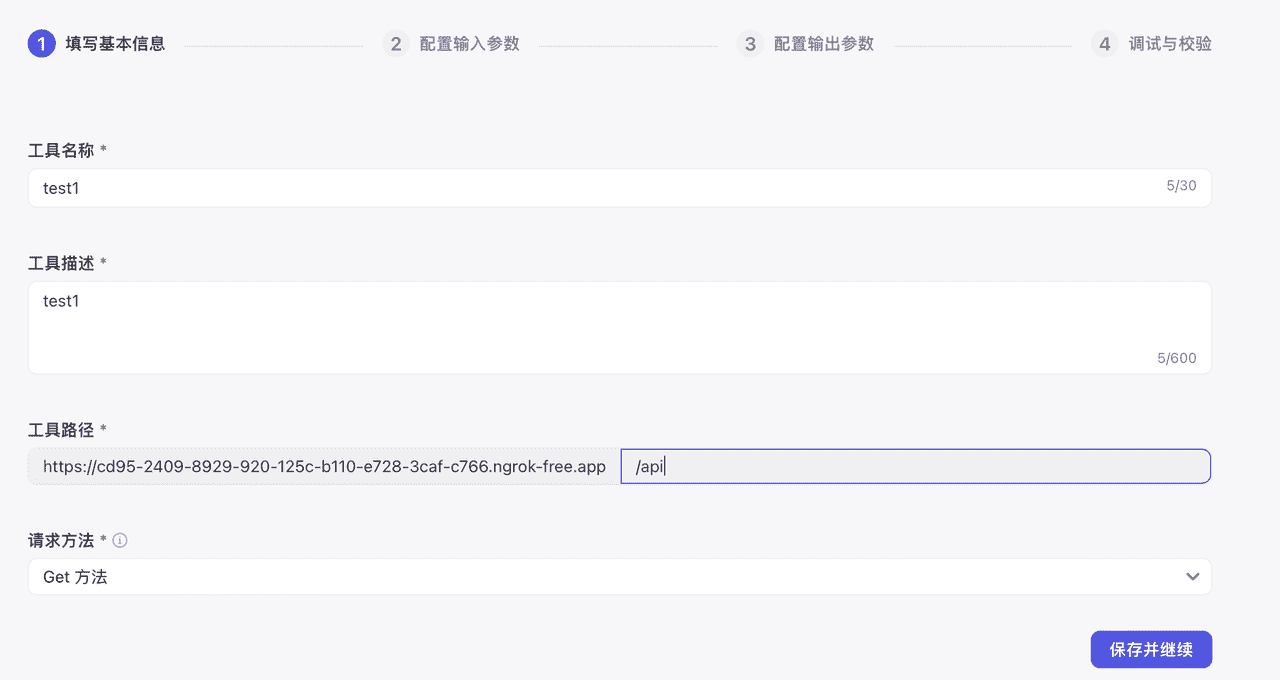 1 填写基本信息 2 配置输入参数 3 配置输出参数 4 调试与校验
工具名称 *
test1 5/30
工具描述 *
test1
5/600
工具路径 *
https://cd95-2409-8929-920-125c-b110-e728-3caf-c766.ngrok-free.app /api
请求方法 *
Get 方法
保存并继续